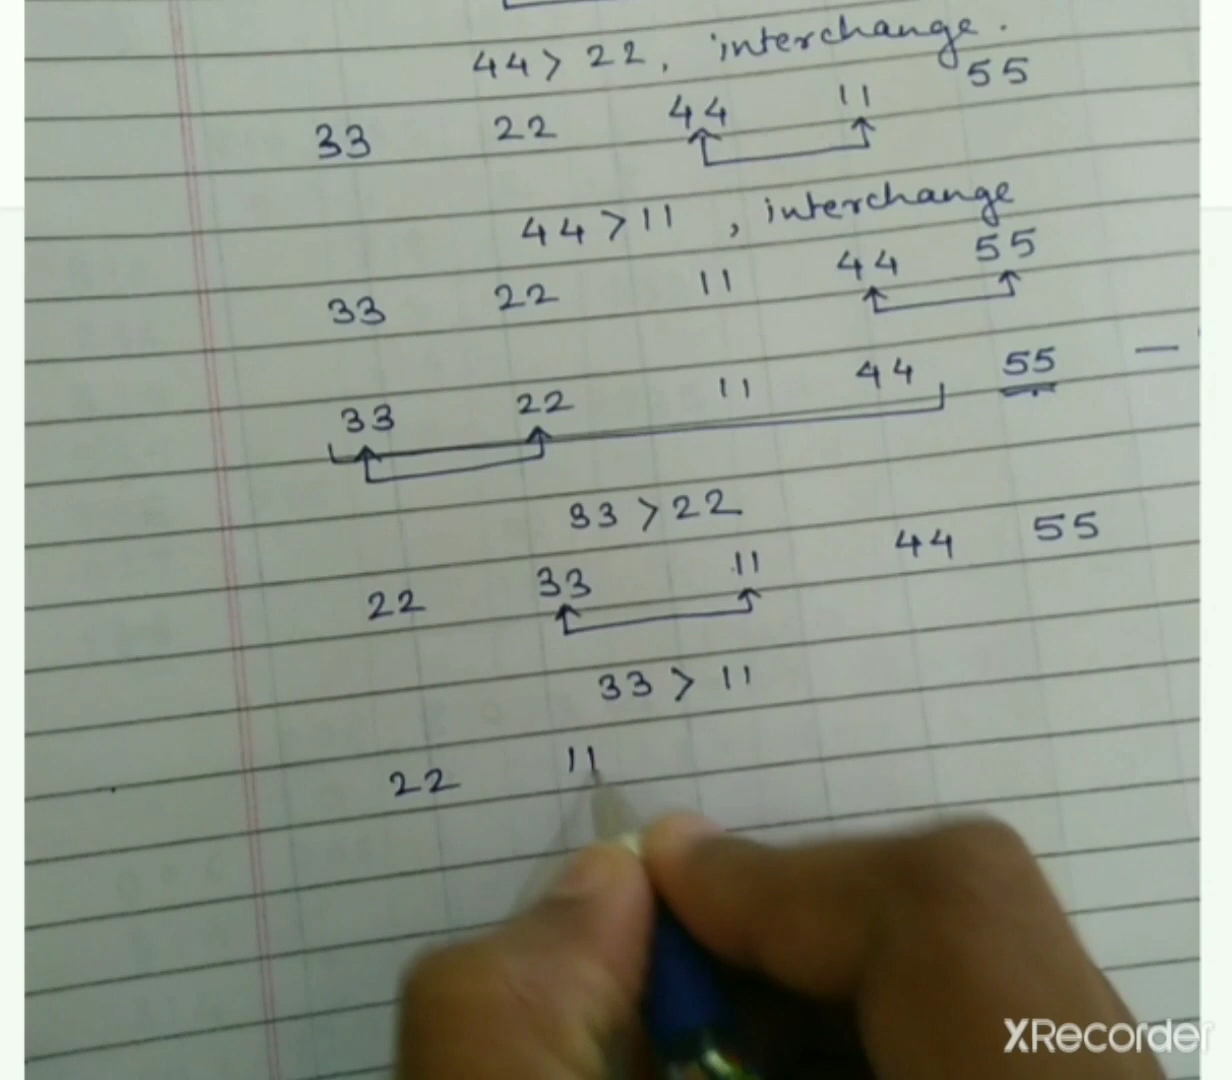 44 > 22, interchange.
33 22 44 11 55
44 > 11 , interchange
33 22 11 44 55
33 22 11 44 55 —
33 > 22
22 33 11 44 55
33 > 11
22 11
XRecorder